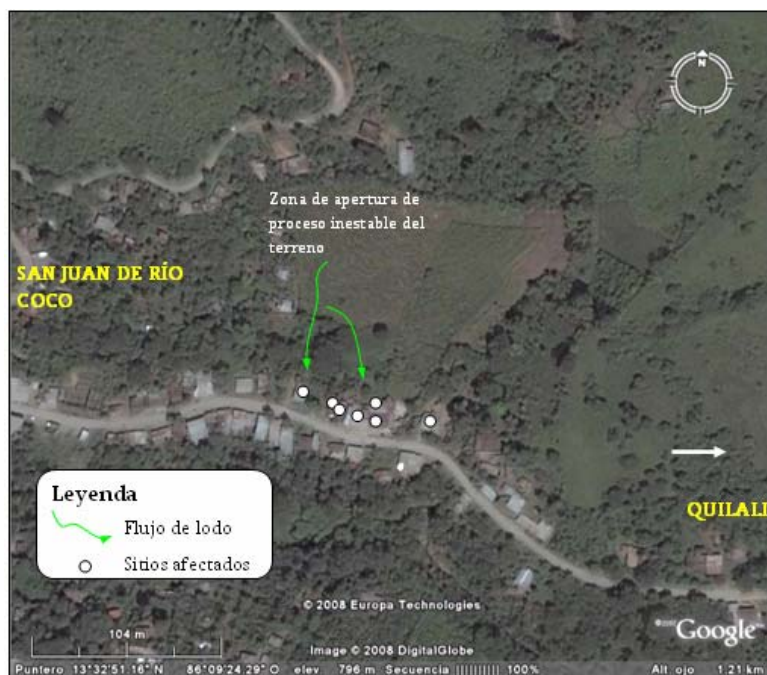 N
Zona de apertura de
proceso inestable del
terreno
SAN JUAN DE RÍO
COCO
QUILALI
Leyenda
Flujo de lodo
Sitios afectados
© 2008 Europa Technologies
104 m
Image © 2008 DigitalGlobe
Google
Puntero 13°32'51.16" N 86°09'24.29" O elev 796 m Secuencia 100% Alt. ojo 1.21 km